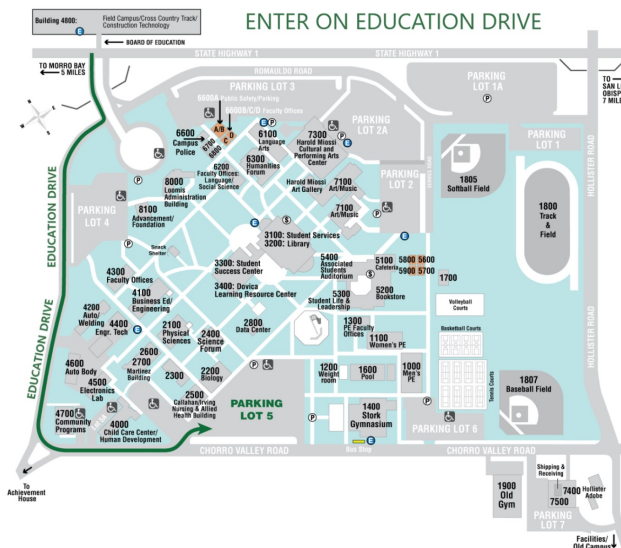 ENTER ON EDUCATION DRIVE
Building 4800:
Field Campus/Cross Country Track/
Construction Technology
E
BOARD OF EDUCATION
STATE HIGHWAY 1
STATE HIGHWAY 1
TO MORRO BAY
5 MILES
TO
SAN L
OBISP
7 MILE
ROMAULDO ROAD
PARKING LOT 3
6600A Public Safety/Parking
6600B/C/D Faculty Offices
PARKING
LOT 1A
P
PARKING
LOT 1
PARKING
LOT 2A
PARKING
LOT 2
PARKING
LOT 4
A/B
C
D
6600
Campus
Police
6700
6800
6100
Language
Arts
E
P
7300
Harold Miossi
Cultural and
Performing Arts
Center
P
E
6200
Faculty Offices:
Language/
Social Science
6300
Humanities
Forum
Harold Miossi
Art Gallery
7100
Art/Music
7100
Art/Music
P
8000
Loomis
Administration
Building
8100
Advancement/
Foundation
1805
Softball Field
1800
Track
&
Field
HOLLISTER ROAD
HOLLISTER ROAD
EDUCATION DRIVE
EDUCATION DRIVE
P
Snack
Shelter
E
S
3100: Student Services
3200: Library
3300: Student
Success Center
3400: Dovica
Learning Resource Center
5400
Associated
Students
Auditorium
5100
Cafeteria
S
E
5800 5600
5900 5700
1700
5300
Student Life &
Leadership
5200
Bookstore
Volleyball
Courts
Basketball Courts
Tennis Courts
4300
Faculty Offices
4100
Business Ed/
Engineering
4200
Auto/
Welding
4400
Engr. Tech
E
2100
Physical
Sciences
2400
Science
Forum
2800
Data Center
1300
PE Faculty
Offices
1100
Women's PE
2600
2700
Martinez
Building
2300
2200
Biology
P
1200
Weight
room
1600
Pool
1000
Men's
PE
4600
Auto Body
4500
Electronics
Lab
2500
Callahan/Irving
Nursing & Allied
Health Building
PARKING
LOT 5
P
1400
Stork
Gymnasium
P
PARKING LOT 6
1807
Baseball Field
4700
Community
Programs
4000
Child Care Center/
Human Development
E
Bus Stop
CHORRO VALLEY ROAD
CHORRO VALLEY ROAD
To
Achievement
House
1900
Old
Gym
Shipping &
Receiving
7400
7500
Hollister
Adobe
PARKING
LOT 7
Facilities/
Old Campus